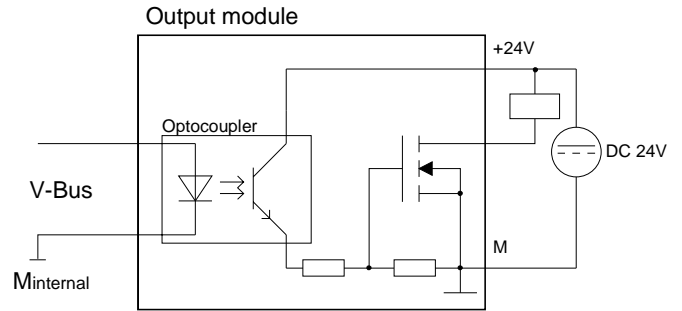 Output module
+24V
Optocoupler
DC 24V
V-Bus
M
Minternal